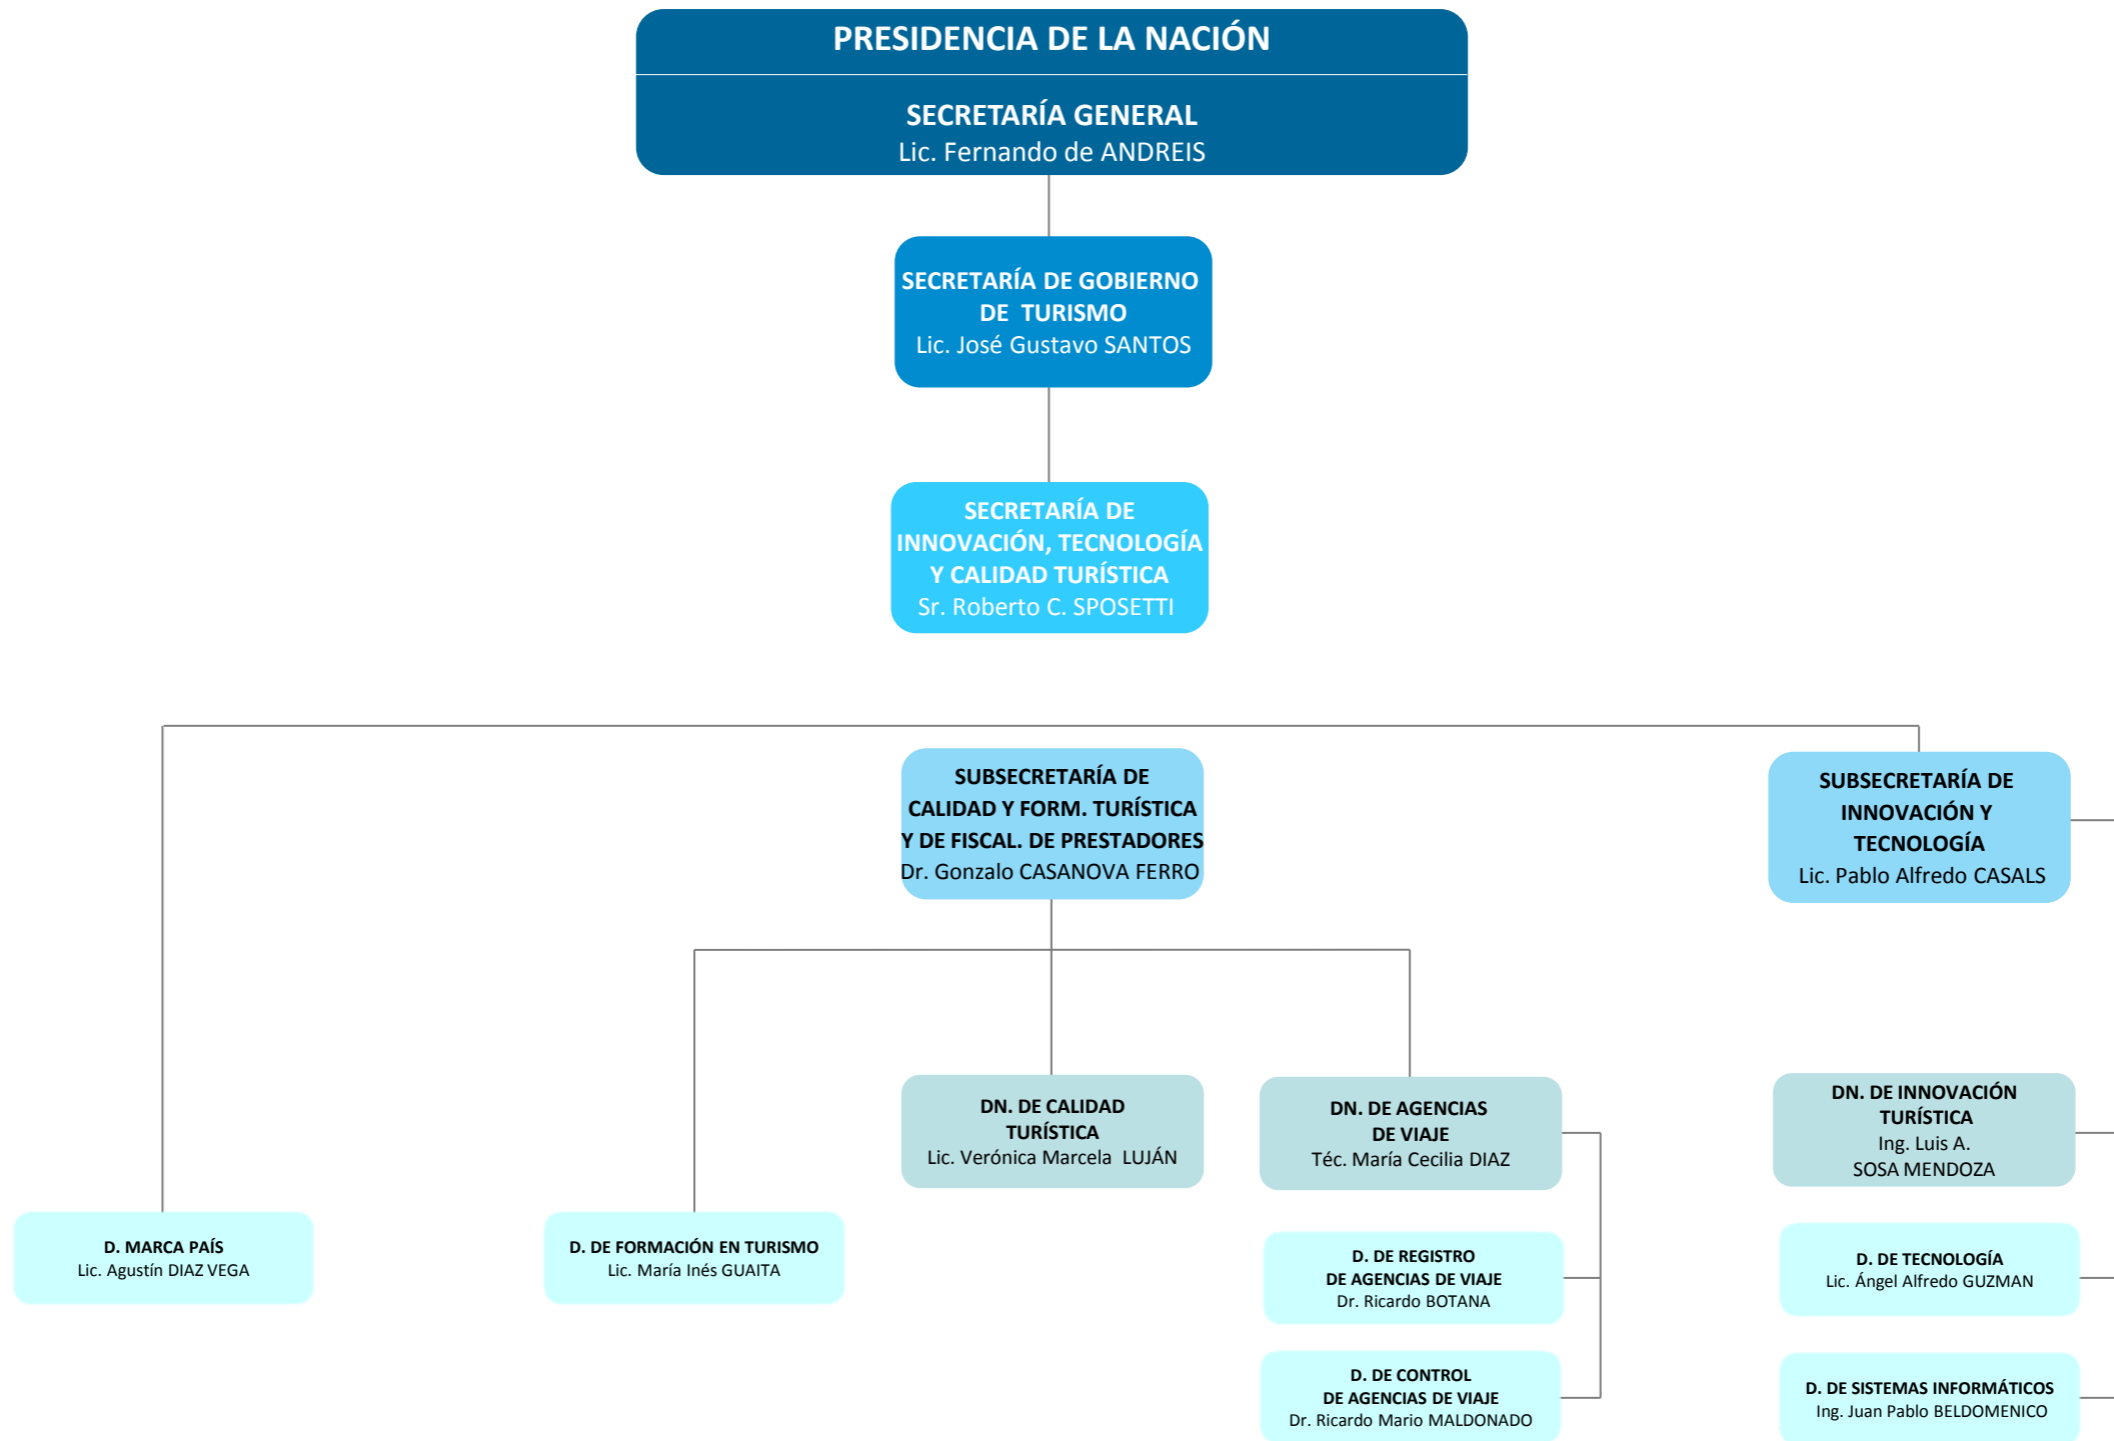 PRESIDENCIA DE LA NACIÓN
SECRETARÍA GENERAL
Lic. Fernando de ANDREIS
SECRETARÍA DE GOBIERNO
DE TURISMO
Lic. José Gustavo SANTOS
SECRETARÍA DE
INNOVACIÓN, TECNOLOGÍA
Y CALIDAD TURÍSTICA
Sr. Roberto C. SPOSETTI
SUBSECRETARÍA DE
CALIDAD Y FORM. TURÍSTICA
Y DE FISCAL. DE PRESTADORES
Dr. Gonzalo CASANOVA FERRO
SUBSECRETARÍA DE
INNOVACIÓN Y
TECNOLOGÍA
Lic. Pablo Alfredo CASALS
DN. DE CALIDAD
TURÍSTICA
Lic. Verónica Marcela LUJÁN
DN. DE AGENCIAS
DE VIAJE
Téc. María Cecilia DIAZ
DN. DE INNOVACIÓN
TURÍSTICA
Ing. Luis A.
SOSA MENDOZA
D. MARCA PAÍS
Lic. Agustín DIAZ VEGA
D. DE FORMACIÓN EN TURISMO
Lic. María Inés GUAITA
D. DE REGISTRO
DE AGENCIAS DE VIAJE
Dr. Ricardo BOTANA
D. DE TECNOLOGÍA
Lic. Ángel Alfredo GUZMAN
D. DE CONTROL
DE AGENCIAS DE VIAJE
Dr. Ricardo Mario MALDONADO
D. DE SISTEMAS INFORMÁTICOS
Ing. Juan Pablo BELDOMENICO